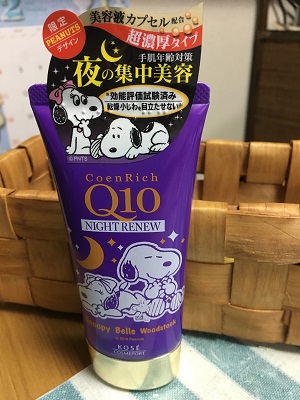 限定
PEANUTS
デザイン
美容液カプセル配合
超濃厚タイプ
手肌年齢対策
夜の集中美容
*効能評価試験済み
乾燥小じわを目立たせない*
©PNTS
CoenRich
Q10
NIGHT RENEW
Snoopy Belle Woodstock
KOSÉ
COSMEPORT